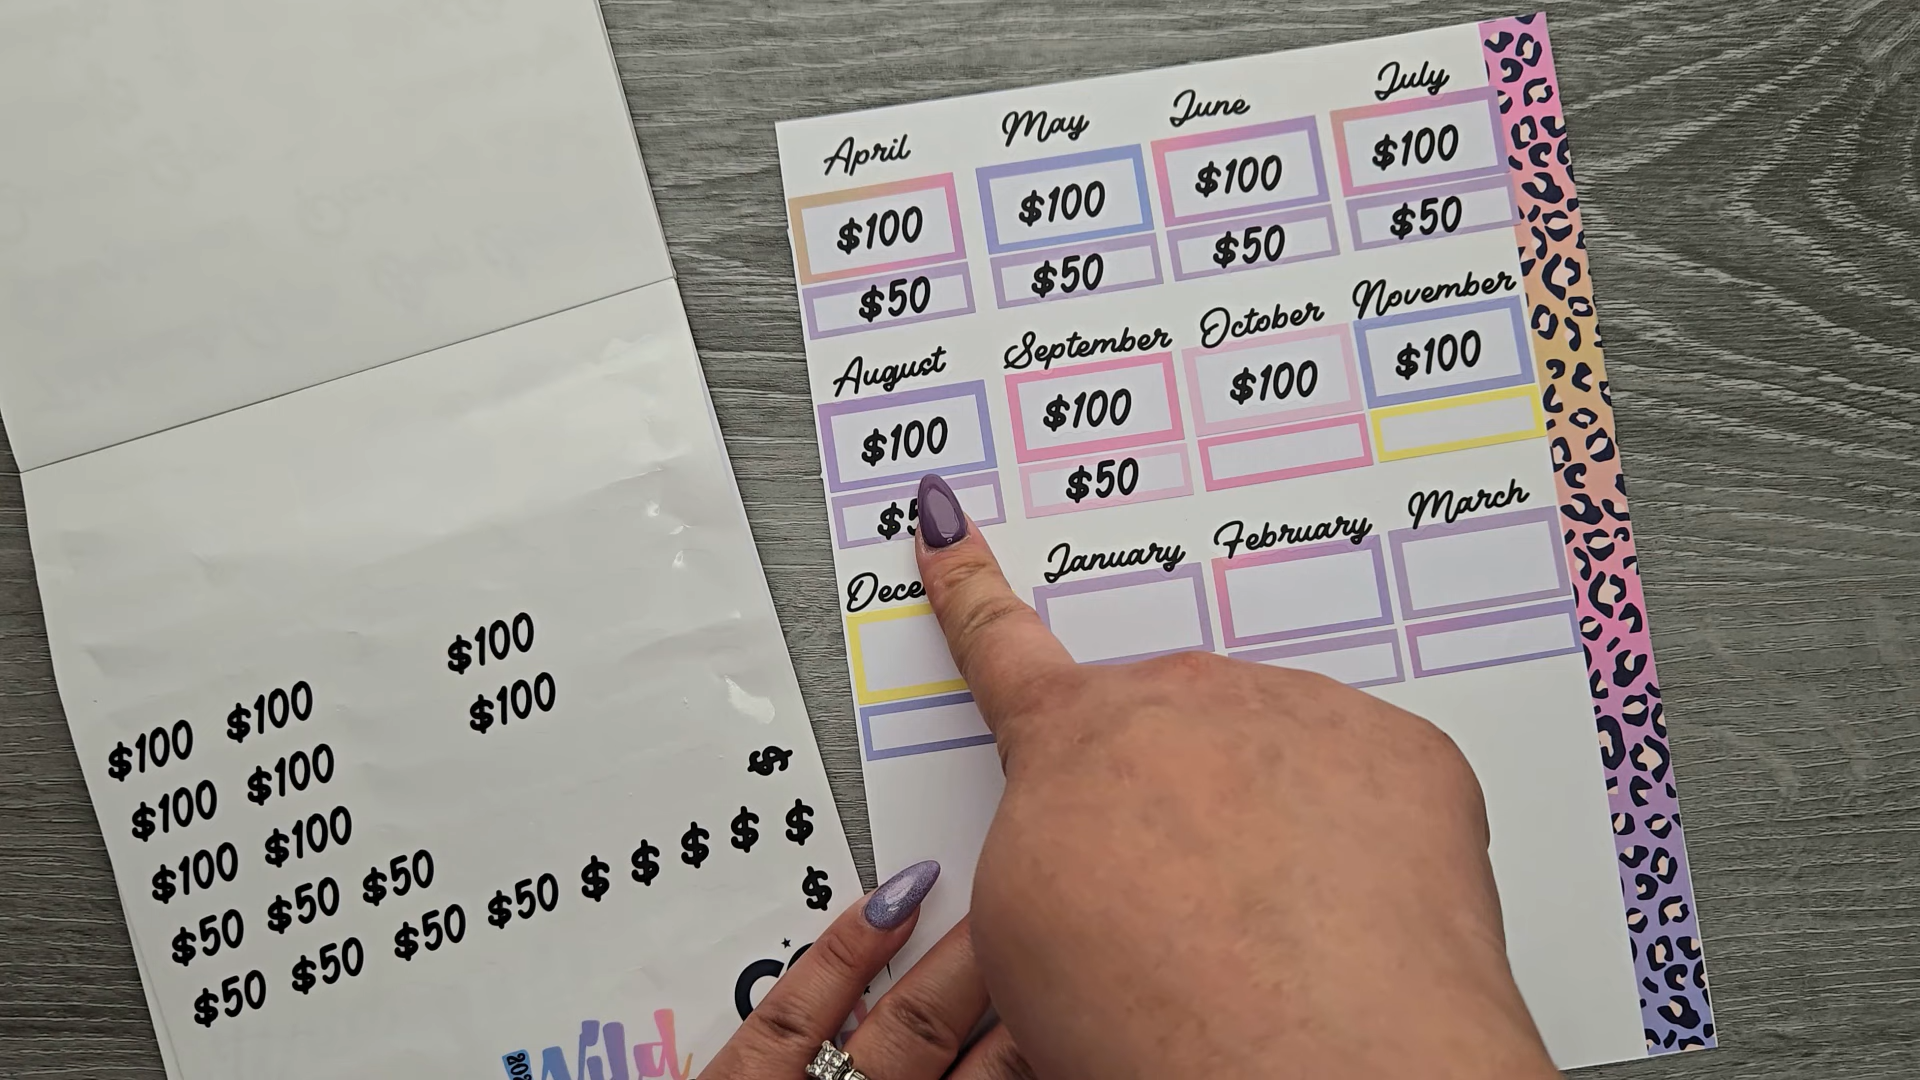 April May June July
$100 $100 $100 $100
$50 $50 $50 $50
August September October November
$100 $100 $100 $100
$50
January February March
$100
$100
$100 $100
$100 $100
$100 $100
$
$50 $50 $50
$50 $50 $50 $50 $ $ $ $ $
$
Wild